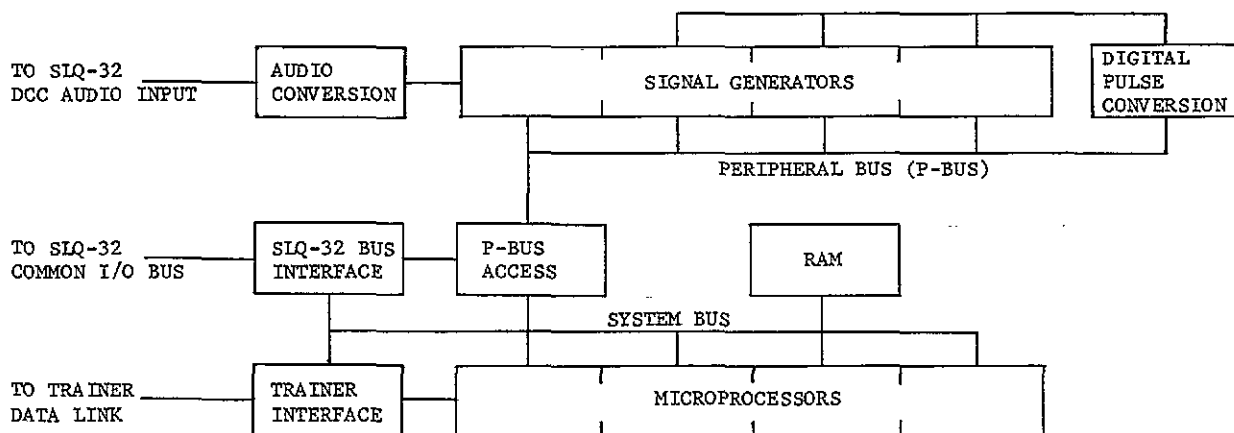 TO SLQ-32
DCC AUDIO INPUT
AUDIO
CONVERSION
SIGNAL GENERATORS
DIGITAL
PULSE
CONVERSION
PERIPHERAL BUS (P-BUS)
TO SLQ-32
COMMON I/O BUS
SLQ-32 BUS
INTERFACE
P-BUS
ACCESS
RAM
SYSTEM BUS
TO TRAINER
DATA LINK
TRAINER
INTERFACE
MICROPROCESSORS